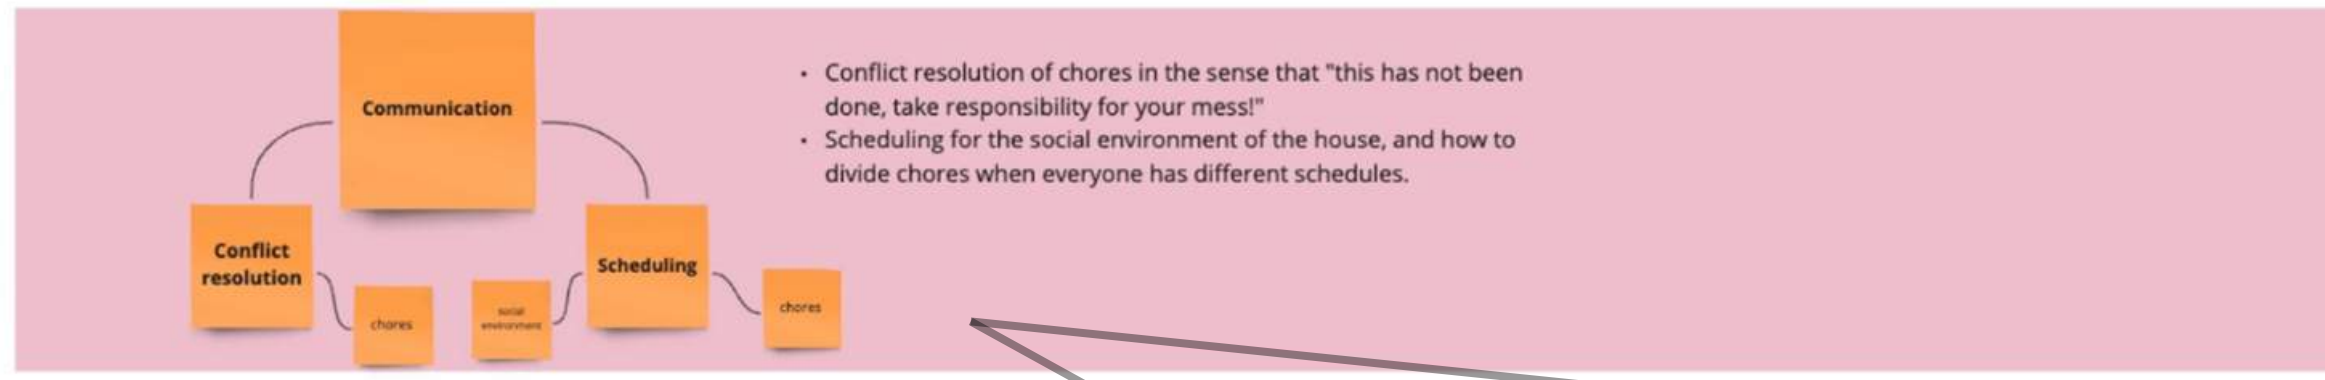 Communication
Conflict
resolution
chores
social
environment
Scheduling
chores
• Conflict resolution of chores in the sense that "this has not been
done, take responsibility for your mess!"
• Scheduling for the social environment of the house, and how to
divide chores when everyone has different schedules.